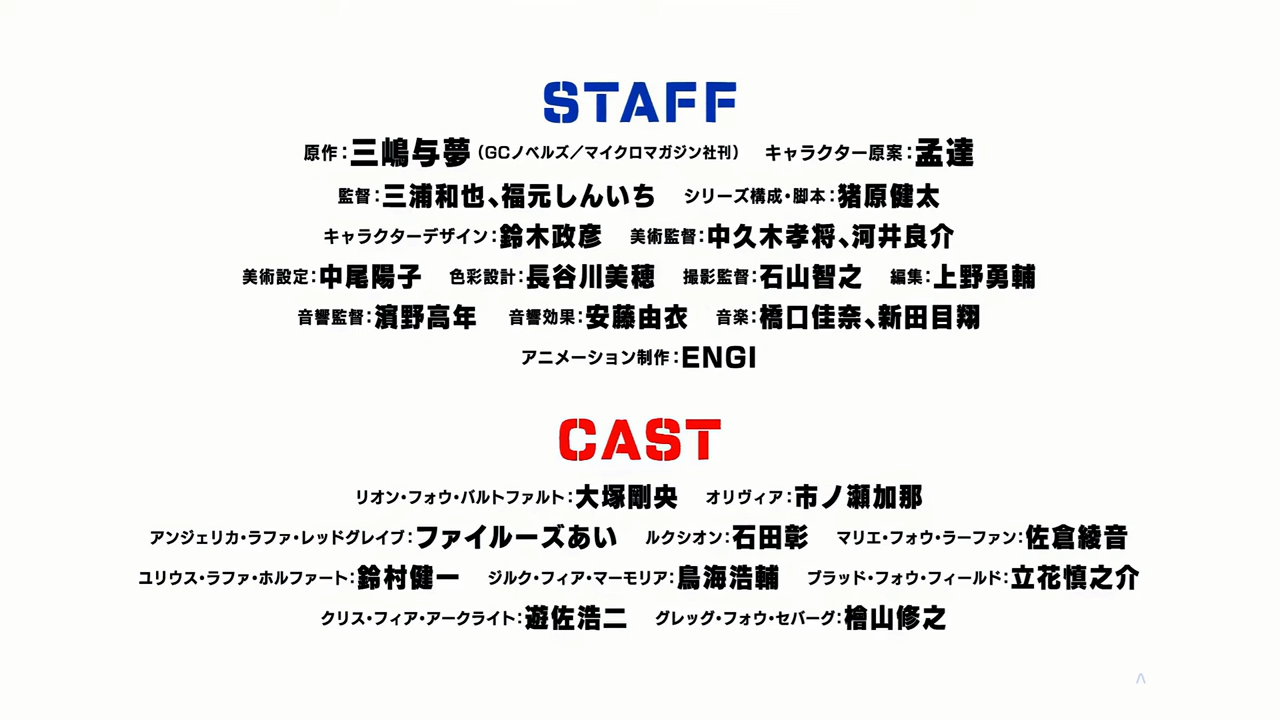 STAFF
原作：三嶋与夢（GCノベルズ／マイクロマガジン社刊） キャラクター原案：孟達
監督：三浦和也、福元しんいち シリーズ構成・脚本：猪原健太
キャラクターデザイン：鈴木政彦 美術監督：中久木孝将、河井良介
美術設定：中尾陽子 色彩設計：長谷川美穂 撮影監督：石山智之 編集：上野勇輔
音響監督：濱野高年 音響効果：安藤由衣 音楽：橋口佳奈、新田目翔
アニメーション制作：ENGI
CAST
リオン・フォウ・バルトファルト：大塚剛央 オリヴィア：市ノ瀬加那
アンジェリカ・ラファ・レッドグレイブ：ファイルーズあい ルクシオン：石田彰 マリエ・フォウ・ラーファン：佐倉綾音
ユリウス・ラファ・ホルファート：鈴村健一 ジルク・フィア・マーモリア：鳥海浩輔 ブラッド・フォウ・フィールド：立花慎之介
クリス・フィア・アークライト：遊佐浩二 グレッグ・フォウ・セバーグ：檜山修之